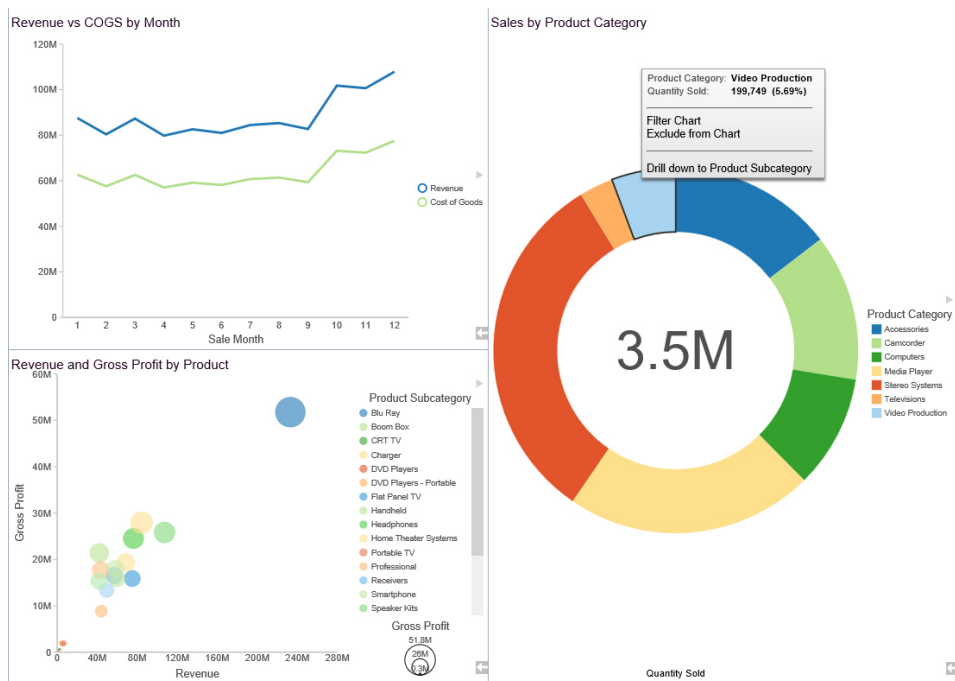 Revenue vs COGS by Month
120M
100M
80M
60M
40M
20M
0
1 2 3 4 5 6 7 8 9 10 11 12
Sale Month
Revenue
Cost of Goods
Revenue and Gross Profit by Product
60M
50M
40M
30M
20M
10M
0
Gross Profit
0 40M 80M 120M 160M 200M 240M 280M
Revenue
Product Subcategory
Blu Ray
Boom Box
CRT TV
Charger
DVD Players
DVD Players - Portable
Flat Panel TV
Handheld
Headphones
Home Theater Systems
Portable TV
Professional
Receivers
Smartphone
Speaker Kits
Gross Profit
51.8M
26M
0.3M
Sales by Product Category
Product Category: Video Production
Quantity Sold: 199,749 (5.69%)
Filter Chart
Exclude from Chart
Drill down to Product Subcategory
3.5M
Product Category
Accessories
Camcorder
Computers
Media Player
Stereo Systems
Televisions
Video Production
Quantity Sold